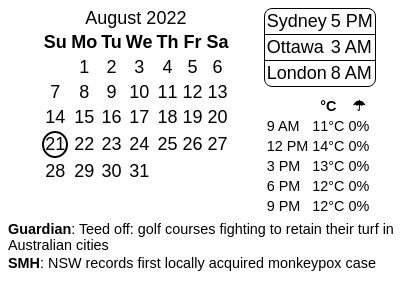 August 2022
Su Mo Tu We Th Fr Sa
1 2 3 4 5 6
7 8 9 10 11 12 13
14 15 16 17 18 19 20
21 22 23 24 25 26 27
28 29 30 31
Sydney 5 PM
Ottawa 3 AM
London 8 AM
°C ☂
9 AM 11°C 0%
12 PM 14°C 0%
3 PM 13°C 0%
6 PM 12°C 0%
9 PM 12°C 0%
Guardian: Teed off: golf courses fighting to retain their turf in
Australian cities
SMH: NSW records first locally acquired monkeypox case